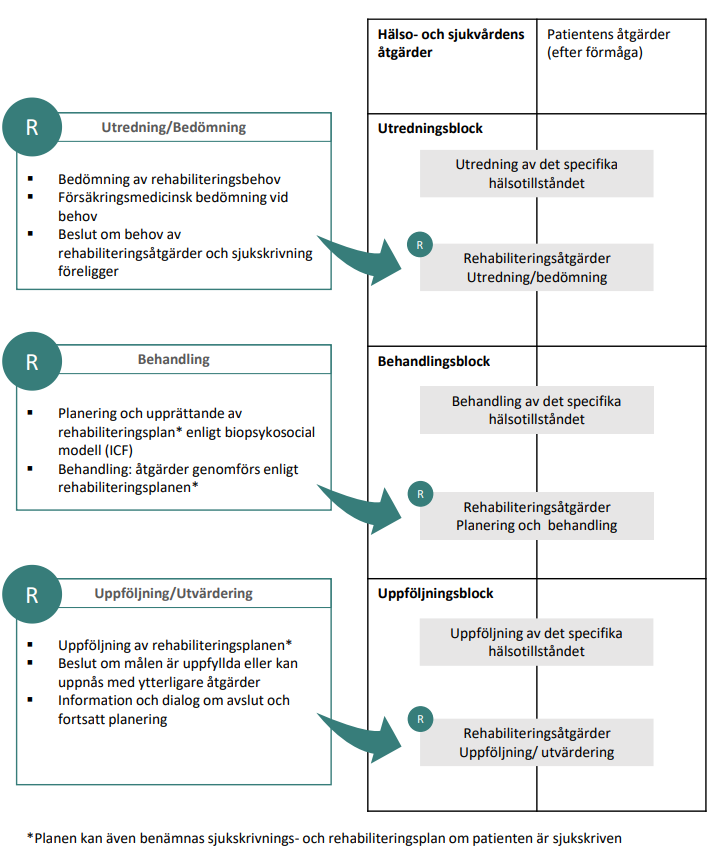 Hälso- och sjukvårdens
åtgärder
Patientens åtgärder
(efter förmåga)
R
Utredning/Bedömning
▪ Bedömning av rehabiliteringsbehov
▪ Försäkringsmedicinsk bedömning vid
behov
▪ Beslut om behov av
rehabiliteringsåtgärder och sjukskrivning
föreligger
Utredningsblock
Utredning av det specifika
hälsotillståndet
R
Rehabiliteringsåtgärder
Utredning/bedömning
R
Behandling
▪ Planering och upprättande av
rehabiliteringsplan* enligt biopsykosocial
modell (ICF)
▪ Behandling: åtgärder genomförs enligt
rehabiliteringsplanen*
Behandlingsblock
Behandling av det specifika
hälsotillståndet
R
Rehabiliteringsåtgärder
Planering och behandling
R
Uppföljning/Utvärdering
▪ Uppföljning av rehabiliteringsplanen*
▪ Beslut om målen är uppfyllda eller kan
uppnås med ytterligare åtgärder
▪ Information och dialog om avslut och
fortsatt planering
Uppföljningsblock
Uppföljning av det specifika
hälsotillståndet
R
Rehabiliteringsåtgärder
Uppföljning/ utvärdering
*Planen kan även benämnas sjukskrivnings- och rehabiliteringsplan om patienten är sjukskriven